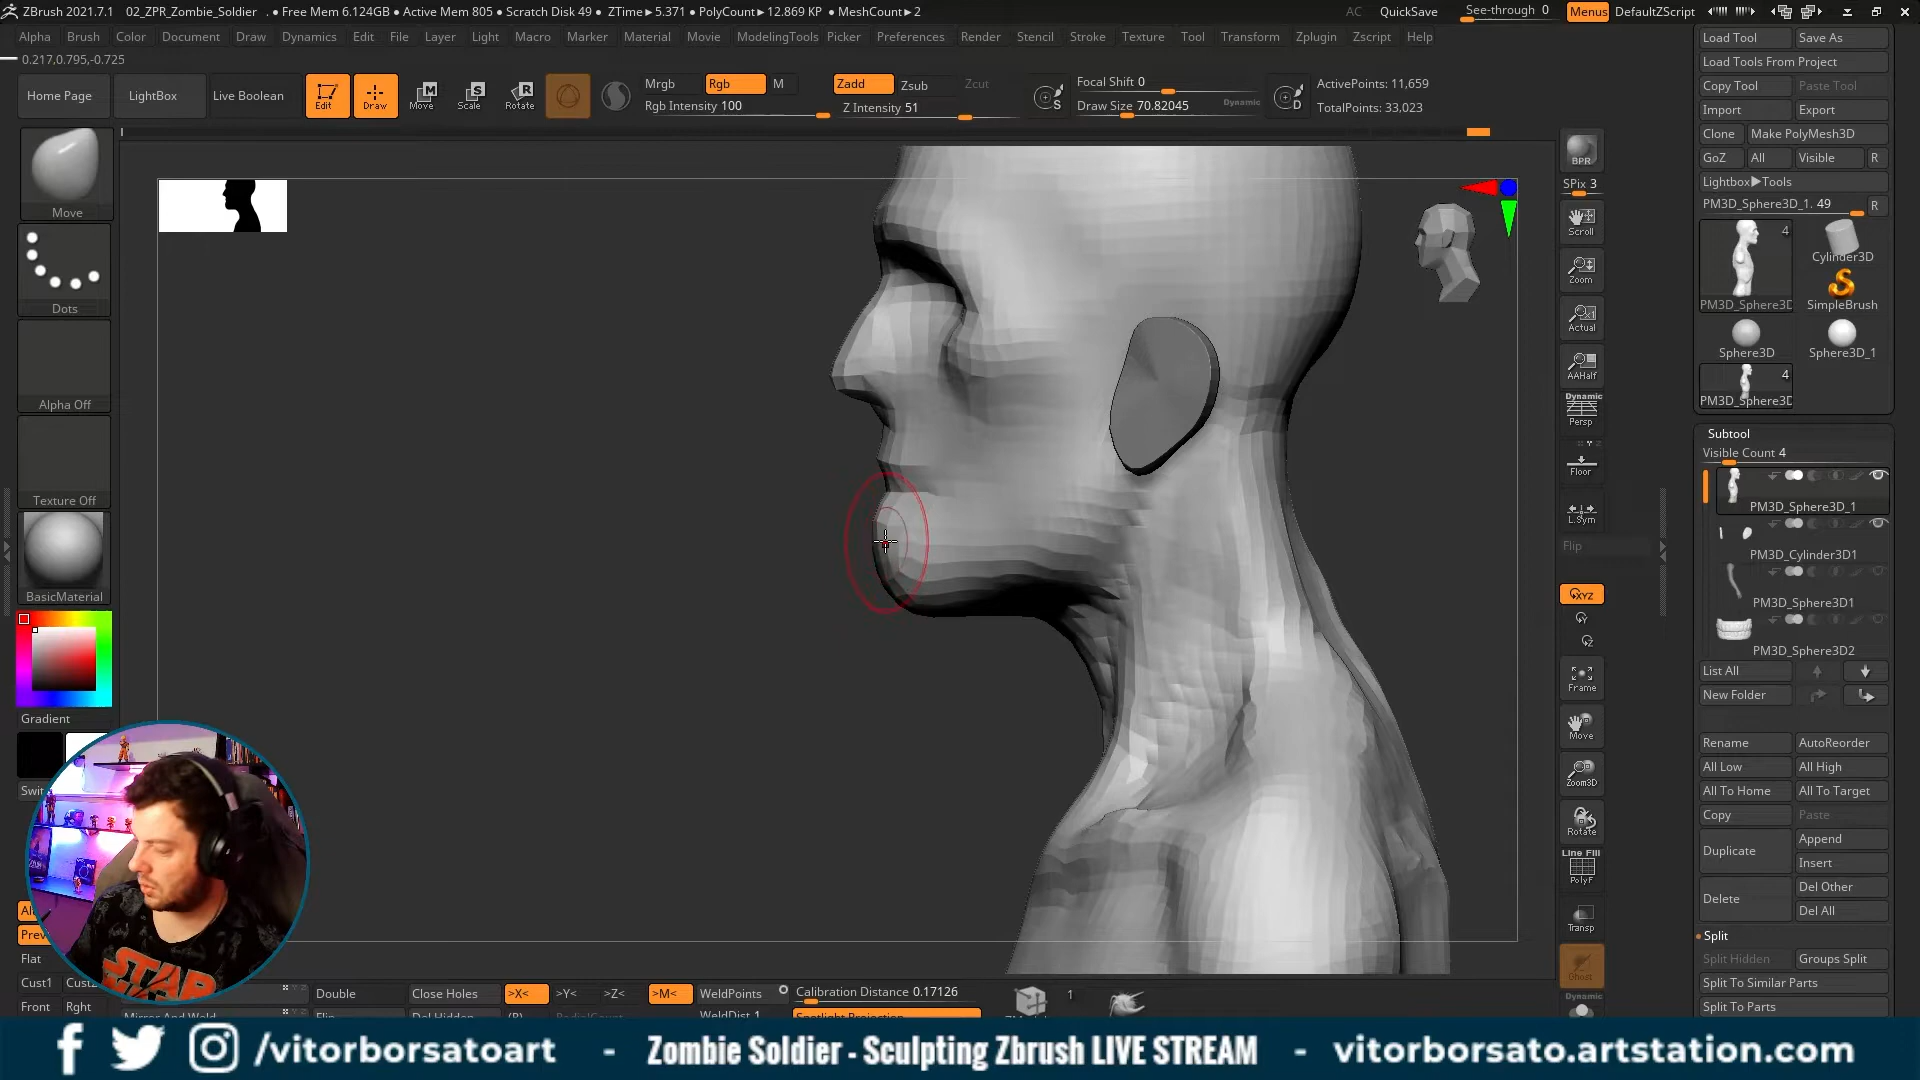 ZBrush 2021.7.1 02_ZPR_Zombie_Soldier . ● Free Mem 6.124GB ● Active Mem 805 ● Scratch Disk 49 ● ZTime►5.371 ● PolyCount►12.869 KP ● MeshCount►2 AC QuickSave See-through 0 Menus DefaultZScript
Alpha Brush Color Document Draw Dynamics Edit File Layer Light Macro Marker Material Movie ModelingTools Picker Preferences Render Stencil Stroke Texture Tool Transform Zplugin Zscript Help
0.217,0.795,-0.725
Home Page LightBox Live Boolean Edit Draw Move Scale Rotate
Mrgb Rgb M
Rgb Intensity 100
Zadd Zsub Zcut
Z Intensity 51
S
Focal Shift 0
Draw Size 70.82045 Dynamic
D
ActivePoints: 11,659
TotalPoints: 33,023
Move
Dots
Alpha Off
Texture Off
BasicMaterial
Gradient
Flat
Cust1
Front Rght
BPR
SPix 3
Scroll
Zoom
Actual
AAHalf
Dynamic
Persp
Floor
L.Sym
Flip
XYZ
Frame
Move
Zoom3D
Rotate
Line Fill
PolyF
Transp
Ghost
Dynamic
Load Tool Save As
Load Tools From Project
Copy Tool Paste Tool
Import Export
Clone Make PolyMesh3D
GoZ All Visible R
Lightbox►Tools
PM3D_Sphere3D_1. 49 R
4
PM3D_Sphere3D Cylinder3D
SimpleBrush
Sphere3D Sphere3D_1
4
PM3D_Sphere3D
Subtool
Visible Count 4
PM3D_Sphere3D_1
PM3D_Cylinder3D1
PM3D_Sphere3D1
PM3D_Sphere3D2
List All
New Folder
Rename AutoReorder
All Low All High
All To Home All To Target
Copy Paste
Duplicate Append
Insert
Delete Del Other
Del All
Split
Split Hidden Groups Split
Split To Similar Parts
Split To Parts
Double Close Holes >X< >Y< >Z< >M< WeldPoints Calibration Distance 0.17126 1
WeldDist 1
STAR
/vitorborsatoart - Zombie Soldier - Sculpting Zbrush LIVE STREAM - vitorborsato.artstation.com